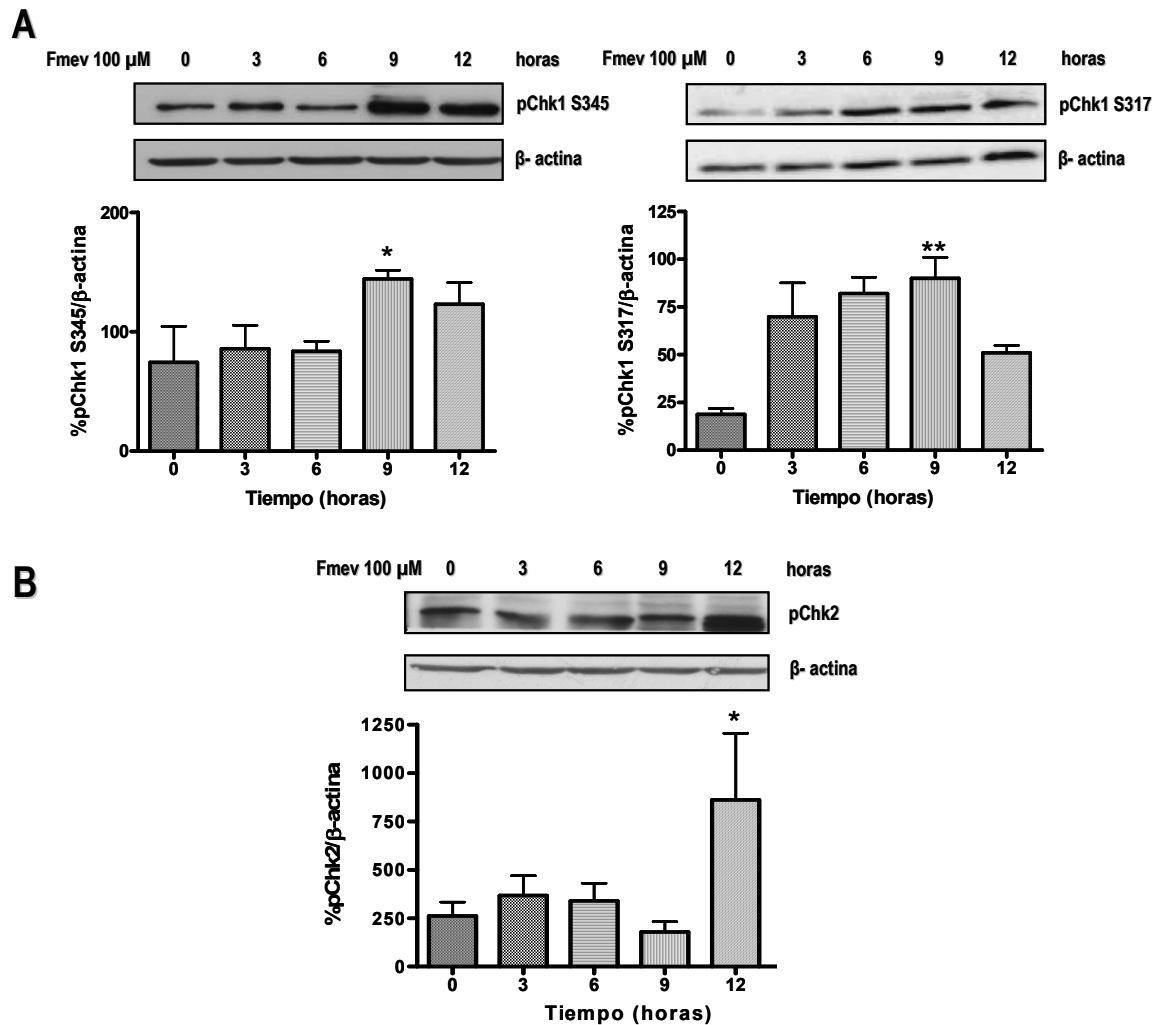 A
Fmev 100 µM 0 3 6 9 12 horas
pChk1 S345
β- actina
%pChk1 S345/β-actina
200
100
0
*
0 3 6 9 12
Tiempo (horas)
Fmev 100 µM 0 3 6 9 12 horas
pChk1 S317
β- actina
%pChk1 S317/β-actina
125
100
75
50
25
0
**
0 3 6 9 12
Tiempo (horas)
B
Fmev 100 µM 0 3 6 9 12 horas
pChk2
β- actina
%pChk2/β-actina
1250
1000
750
500
250
0
*
0 3 6 9 12
Tiempo (horas)